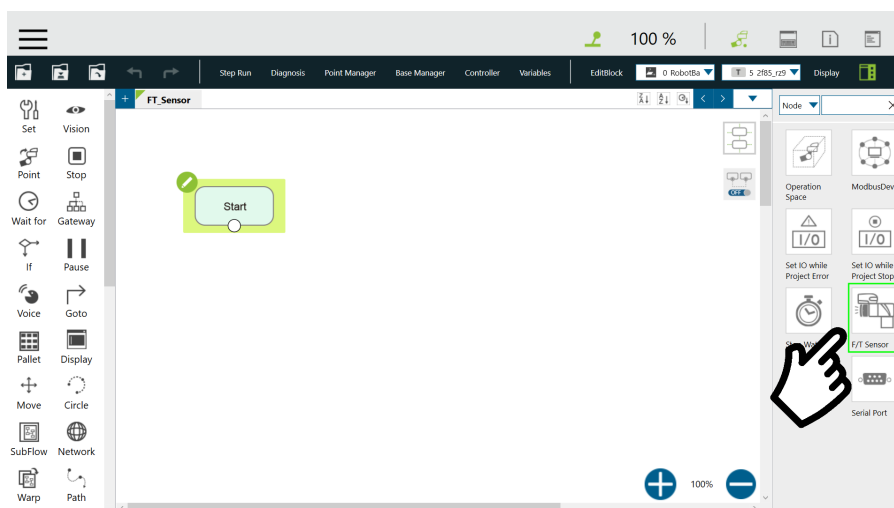 100 %
Step Run Diagnosis Point Manager Base Manager Controller Variables EditBlock 0 RobotBa T 5 2f85_rz9 Display
+ FT_Sensor
Node
Set Vision
Point Stop
Wait for Gateway
If Pause
Voice Goto
Pallet Display
Move Circle
SubFlow Network
Warp Path
Start
OFF
100%
Operation
Space
ModbusDev
I/O
I/O
Set IO while
Project Error
Set IO while
Project Stop
F/T Sensor
Serial Port